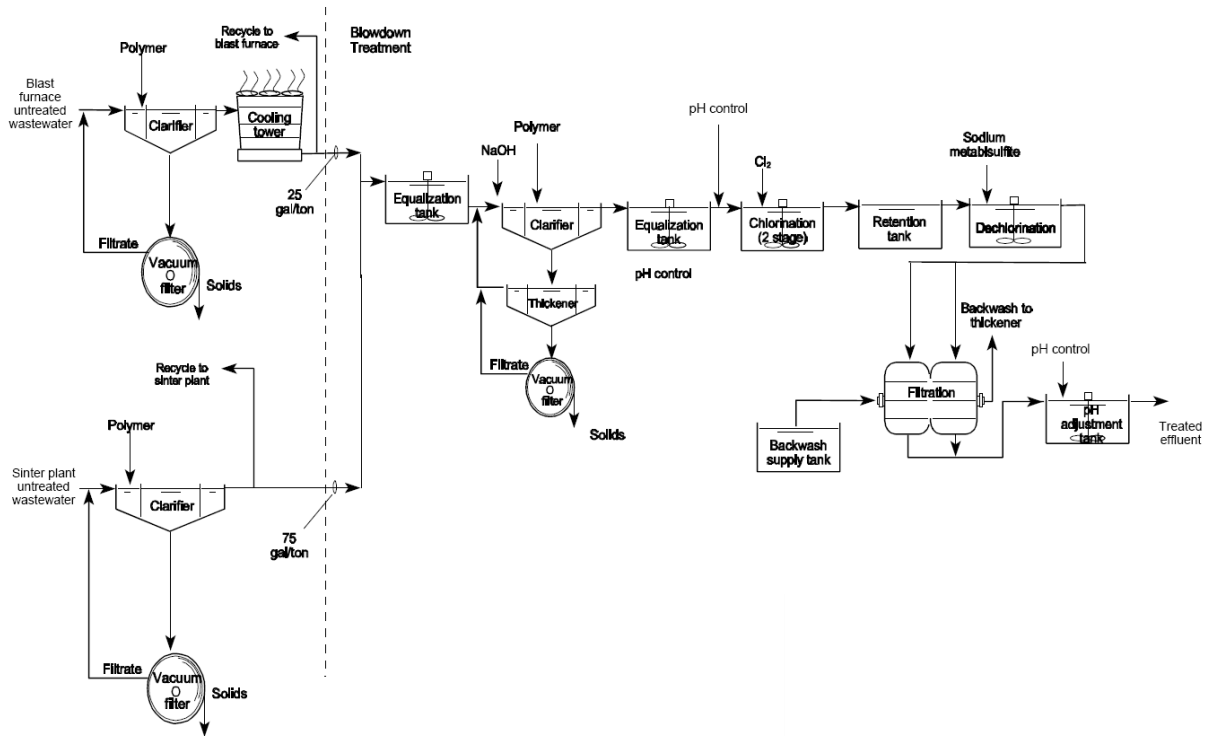 Recycle to
blast furnace
Blowdown
Treatment
Polymer
Blast
furnace
untreated
wastewater
Clarifier
Cooling
tower
25
gal/ton
Filtrate
Vacuum
filter
Solids
Equalization
tank
NaOH
Polymer
Clarifier
Thickener
Filtrate
Vacuum
filter
Solids
Equalization
tank
pH control
pH control
Cl₂
Chlorination
(2 stage)
Retention
tank
Sodium
metabisulfite
Dechlorination
Backwash to
thickener
Filtration
Backwash
supply tank
pH control
pH
adjustment
tank
Treated
effluent
Recycle to
sinter plant
Polymer
Sinter plant
untreated
wastewater
Clarifier
75
gal/ton
Filtrate
Vacuum
filter
Solids